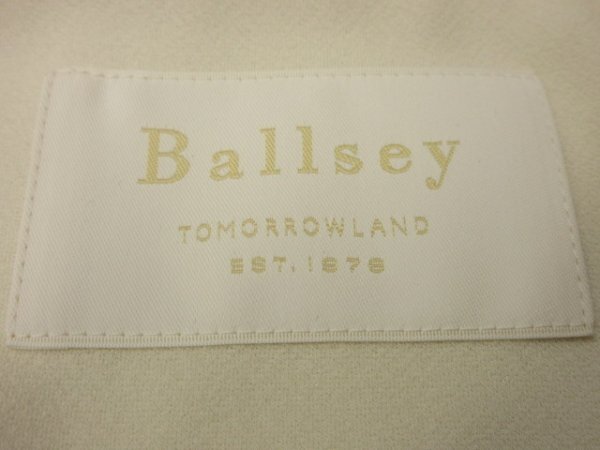 Ballsey
TOMORROWLAND
EST. 1978